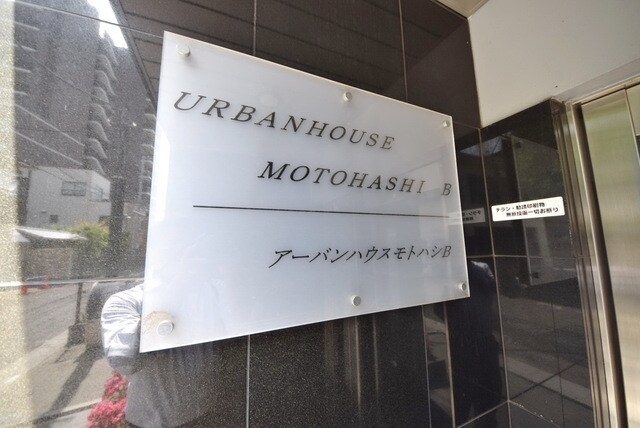 URBANHOUSE
MOTOHASHI B
アーバンハウスモトハシB
チラシ・勧誘印刷物
無断投函一切お断り